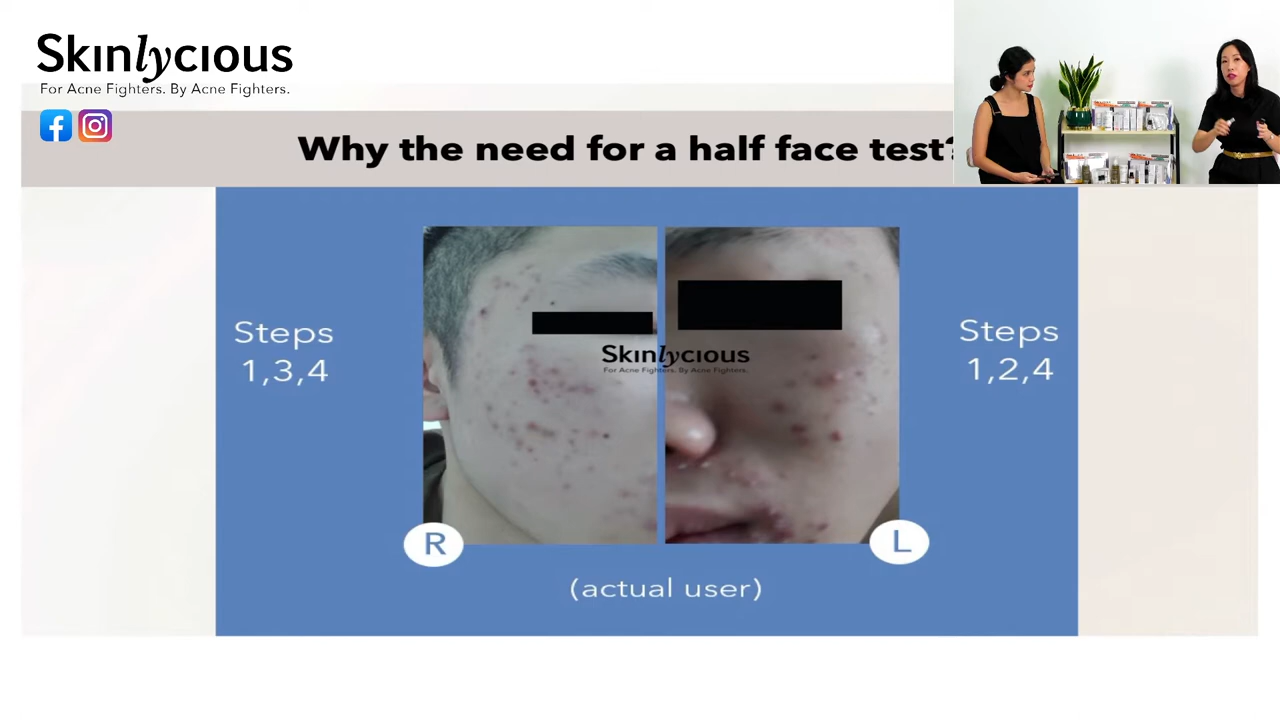 Skinlycious
For Acne Fighters. By Acne Fighters.
Why the need for a half face test?
Steps
1,3,4
Skinlycious
For Acne Fighters. By Acne Fighters.
Steps
1,2,4
R
L
(actual user)